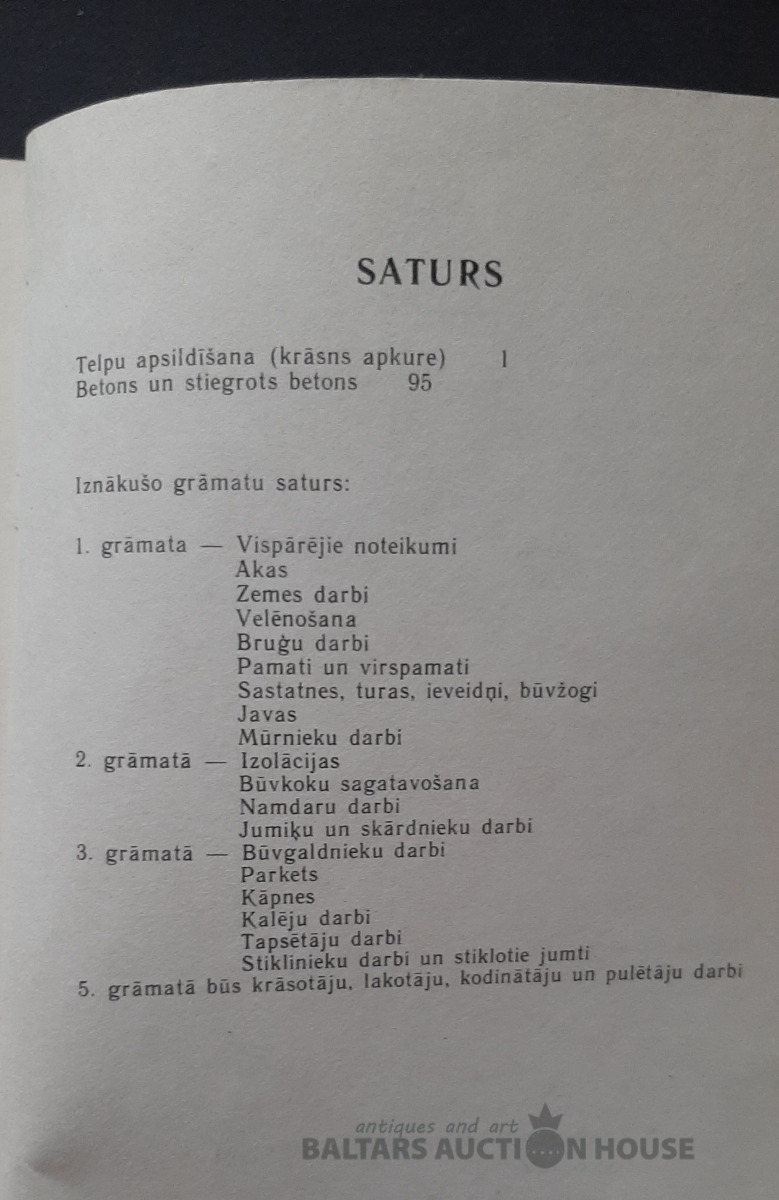 SATURS
Telpu apsildīšana (krāsns apkure) 1
Betons un stiegrots betons 95
Iznākušo grāmatu saturs:
1. grāmata — Vispārējie noteikumi
Akas
Zemes darbi
Velēnošana
Bruģu darbi
Pamati un virspamati
Sastatnes, turas, ieveidņi, būvžogi
Javas
Mūrnieku darbi
2. grāmatā — Izolācijas
Būvkoku sagatavošana
Namdaru darbi
Jumiķu un skārdnieku darbi
3. grāmatā — Būvgaldnieku darbi
Parkets
Kāpnes
Kalēju darbi
Tapsētāju darbi
Stiklinieku darbi un stiklotie jumti
5. grāmatā būs krāsotāju, lakotāju, kodinātāju un pulētāju darbi
antiques and art
BALTARS AUCTION HOUSE